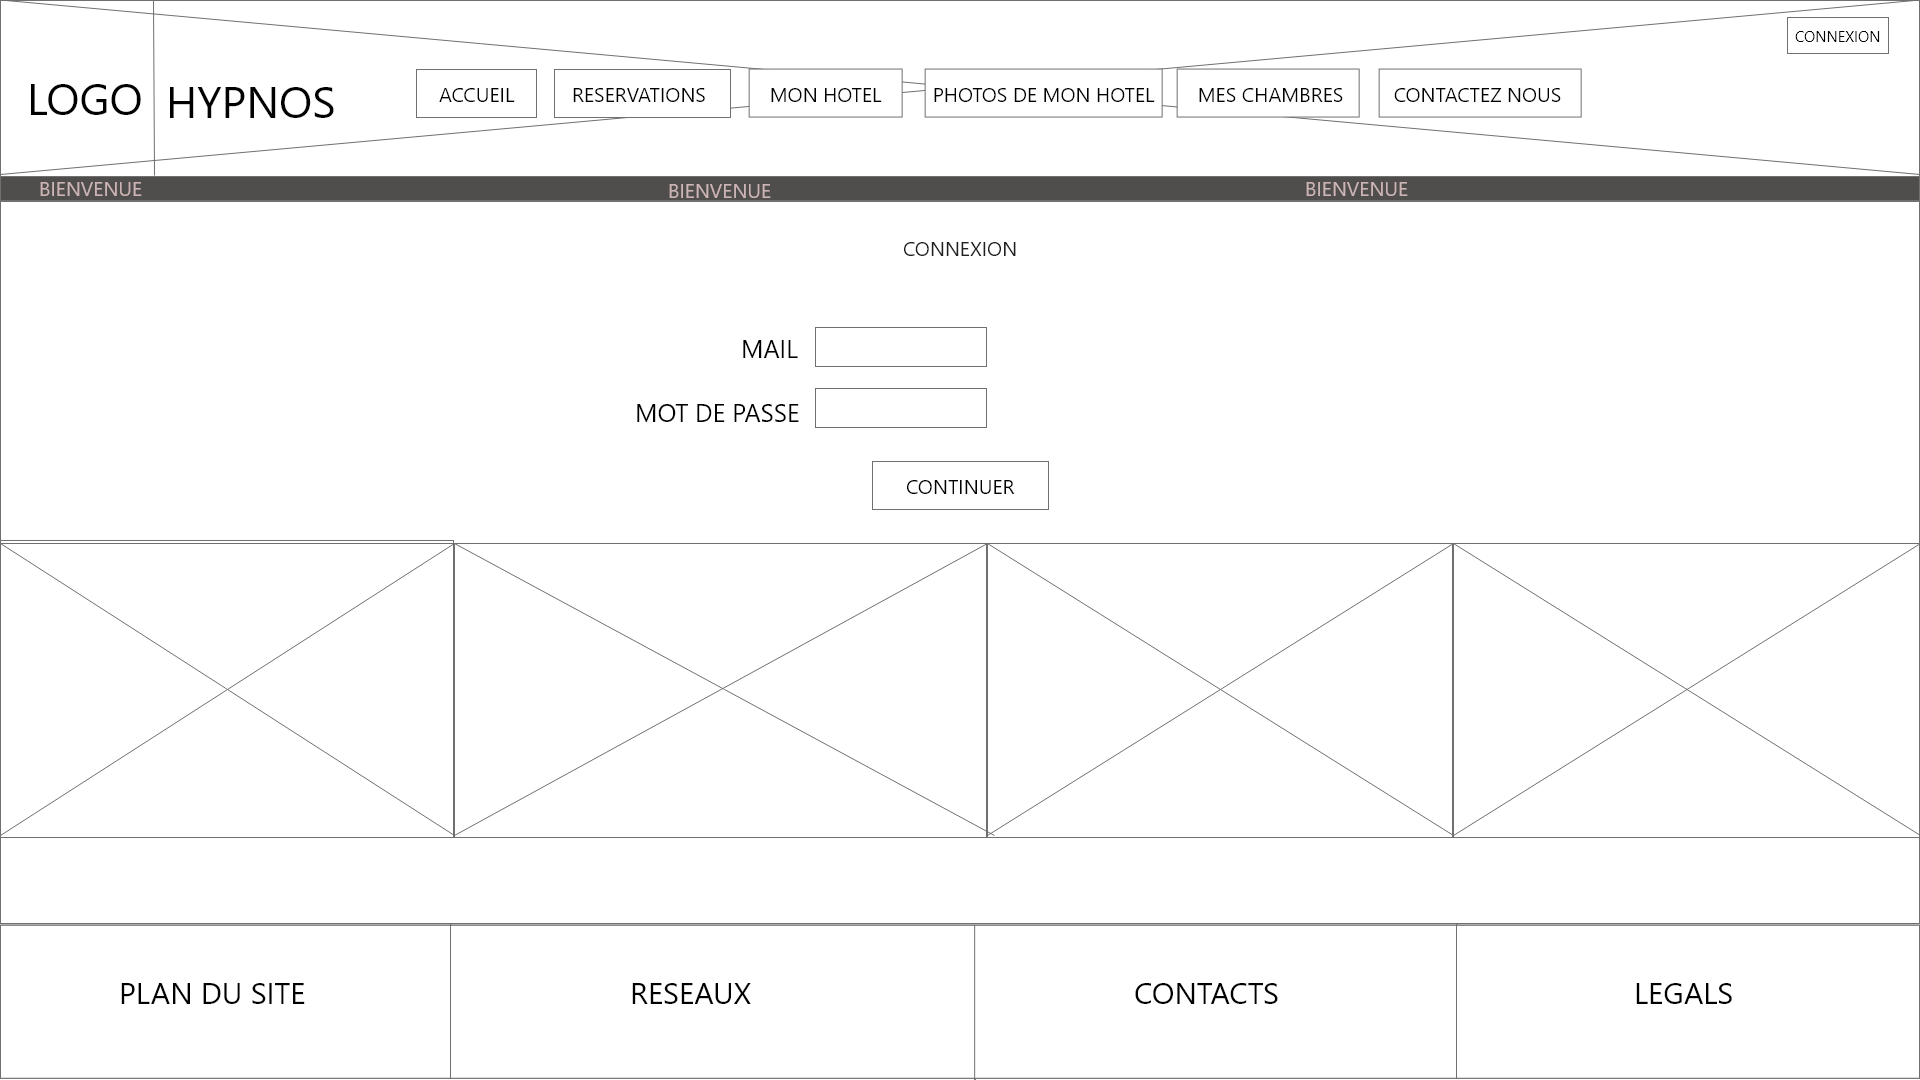 CONNEXION
LOGO
HYPNOS
ACCUEIL
RESERVATIONS
MON HOTEL
PHOTOS DE MON HOTEL
MES CHAMBRES
CONTACTEZ NOUS
BIENVENUE
BIENVENUE
BIENVENUE
CONNEXION
MAIL
MOT DE PASSE
CONTINUER
PLAN DU SITE
RESEAUX
CONTACTS
LEGALS